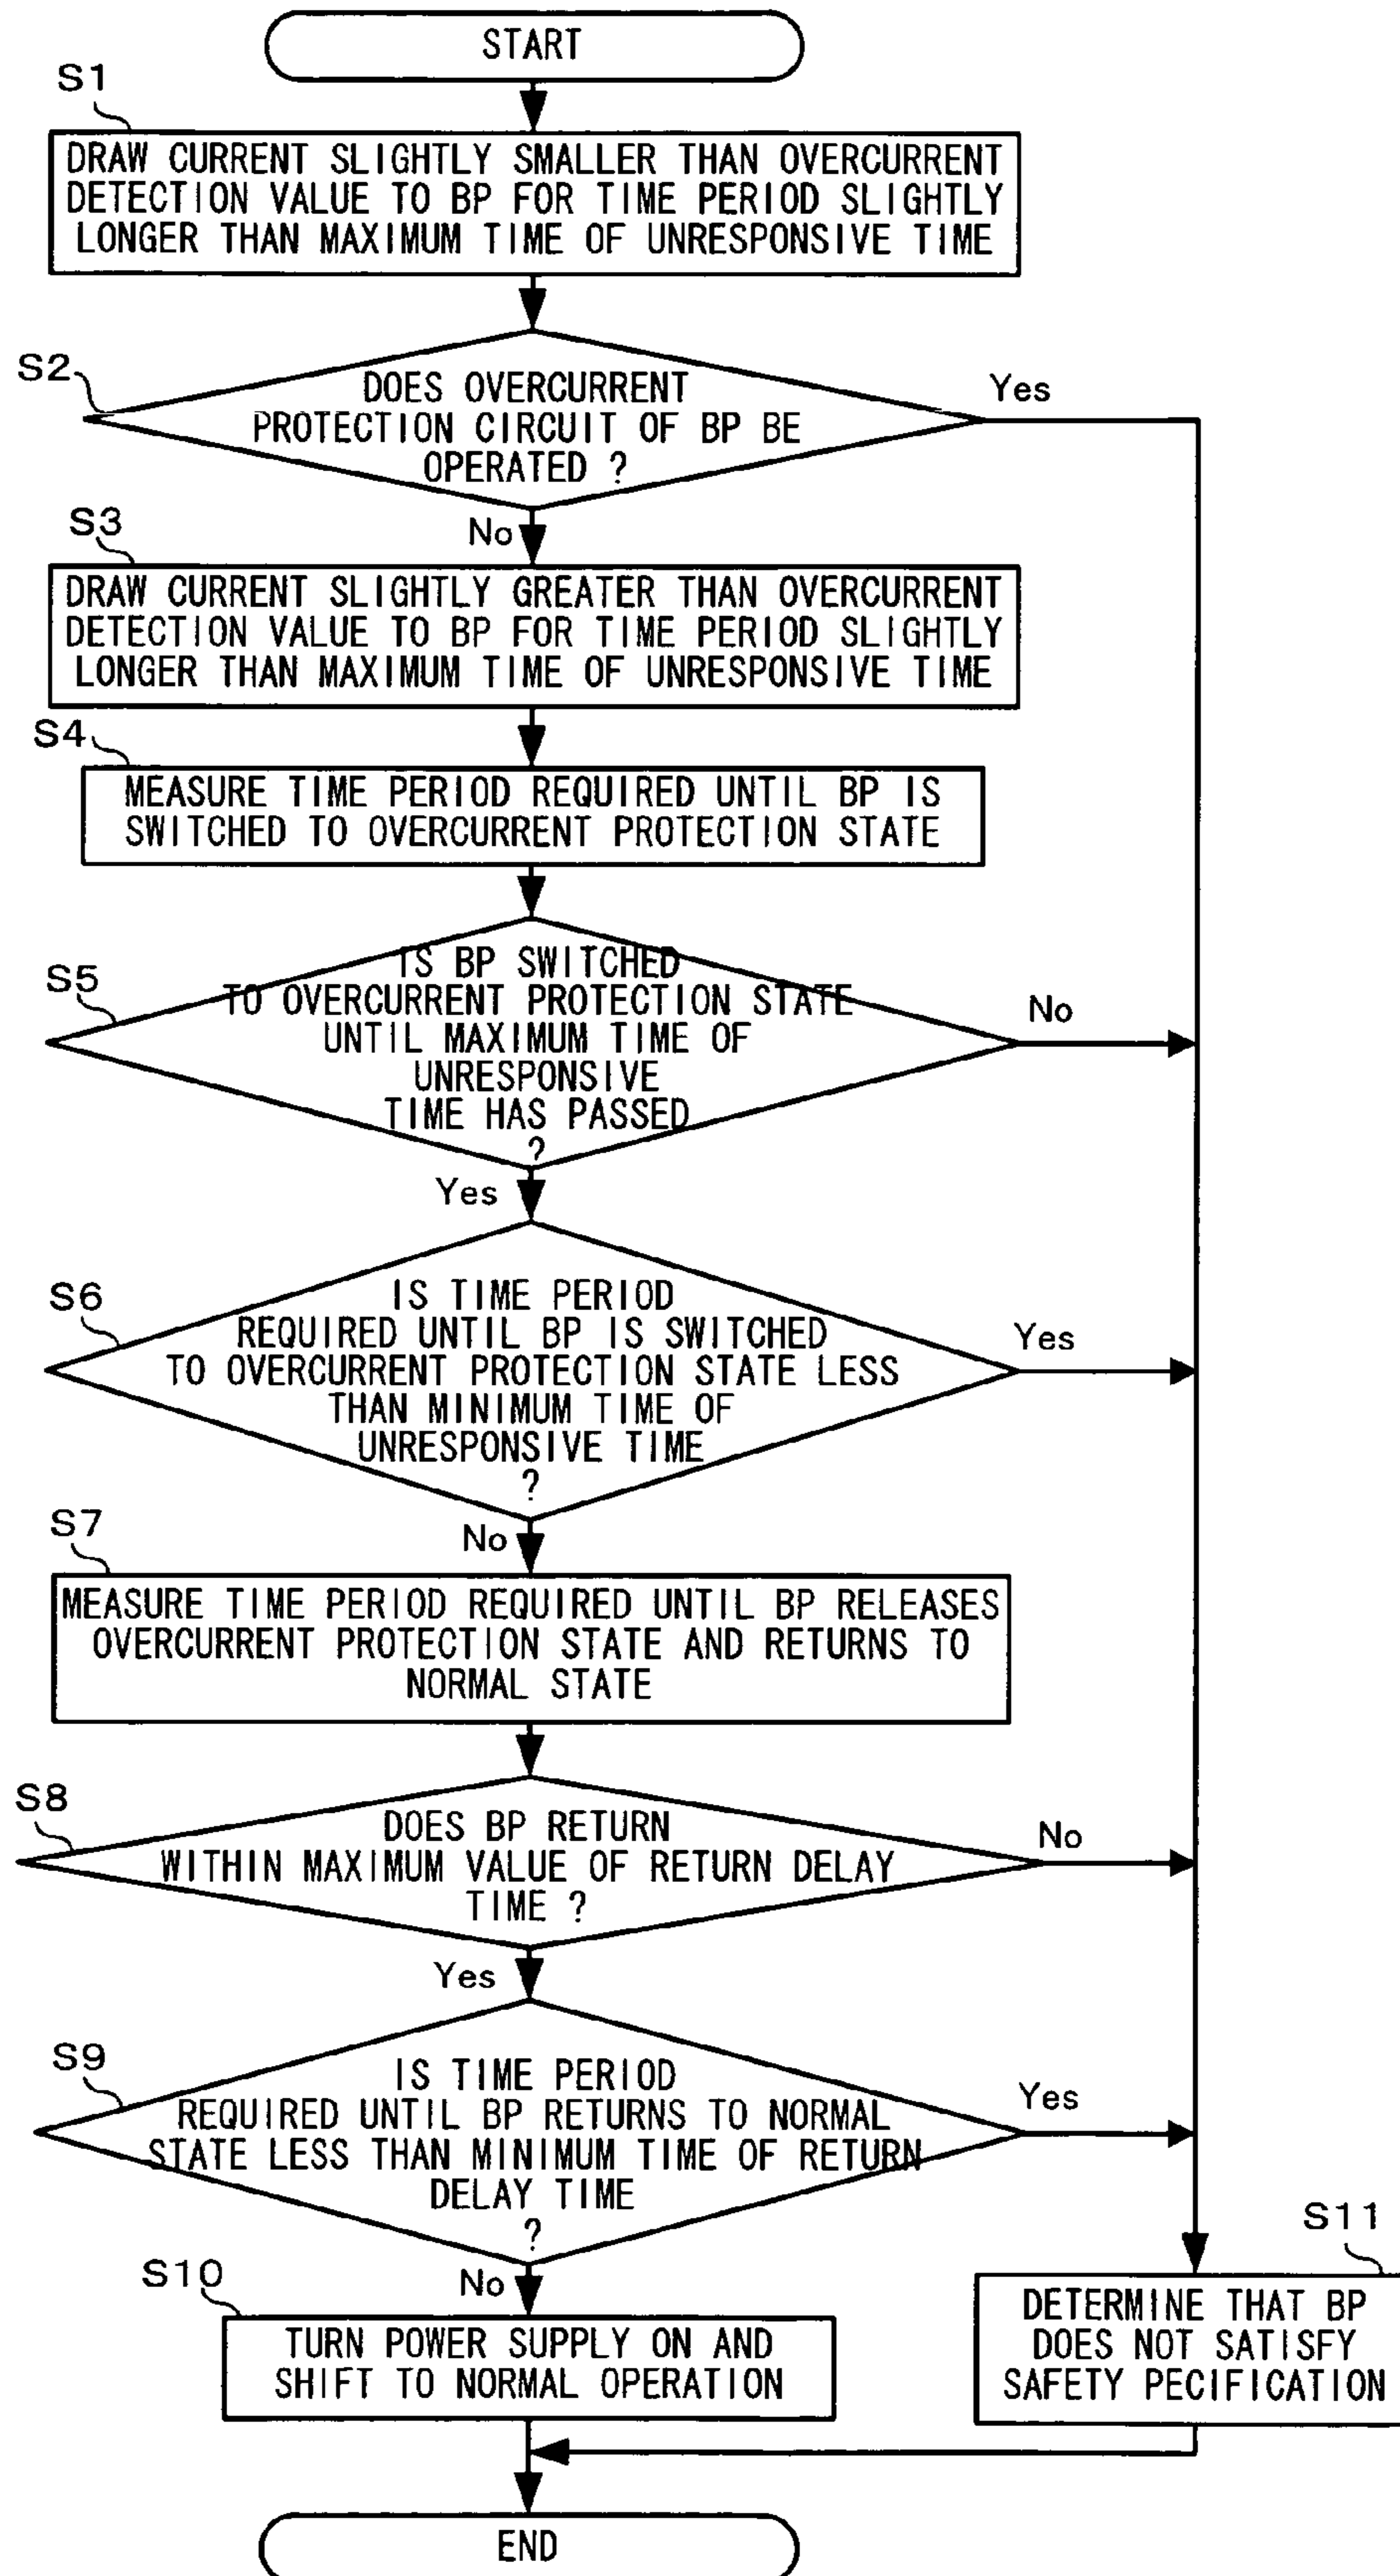 START
S1
DRAW CURRENT SLIGHTLY SMALLER THAN OVERCURRENT
DETECTION VALUE TO BP FOR TIME PERIOD SLIGHTLY
LONGER THAN MAXIMUM TIME OF UNRESPONSIVE TIME
S2
DOES OVERCURRENT
PROTECTION CIRCUIT OF BP BE
OPERATED ?
Yes
No
S3
DRAW CURRENT SLIGHTLY GREATER THAN OVERCURRENT
DETECTION VALUE TO BP FOR TIME PERIOD SLIGHTLY
LONGER THAN MAXIMUM TIME OF UNRESPONSIVE TIME
S4
MEASURE TIME PERIOD REQUIRED UNTIL BP IS
SWITCHED TO OVERCURRENT PROTECTION STATE
S5
IS BP SWITCHED
TO OVERCURRENT PROTECTION STATE
UNTIL MAXIMUM TIME OF
UNRESPONSIVE
TIME HAS PASSED
?
No
Yes
S6
IS TIME PERIOD
REQUIRED UNTIL BP IS SWITCHED
TO OVERCURRENT PROTECTION STATE LESS
THAN MINIMUM TIME OF
UNRESPONSIVE TIME
?
Yes
No
S7
MEASURE TIME PERIOD REQUIRED UNTIL BP RELEASES
OVERCURRENT PROTECTION STATE AND RETURNS TO
NORMAL STATE
S8
DOES BP RETURN
WITHIN MAXIMUM VALUE OF RETURN DELAY
TIME ?
No
Yes
S9
IS TIME PERIOD
REQUIRED UNTIL BP RETURNS TO NORMAL
STATE LESS THAN MINIMUM TIME OF RETURN
DELAY TIME
?
Yes
No
S10
TURN POWER SUPPLY ON AND
SHIFT TO NORMAL OPERATION
S11
DETERMINE THAT BP
DOES NOT SATISFY
SAFETY PECIFICATION
END